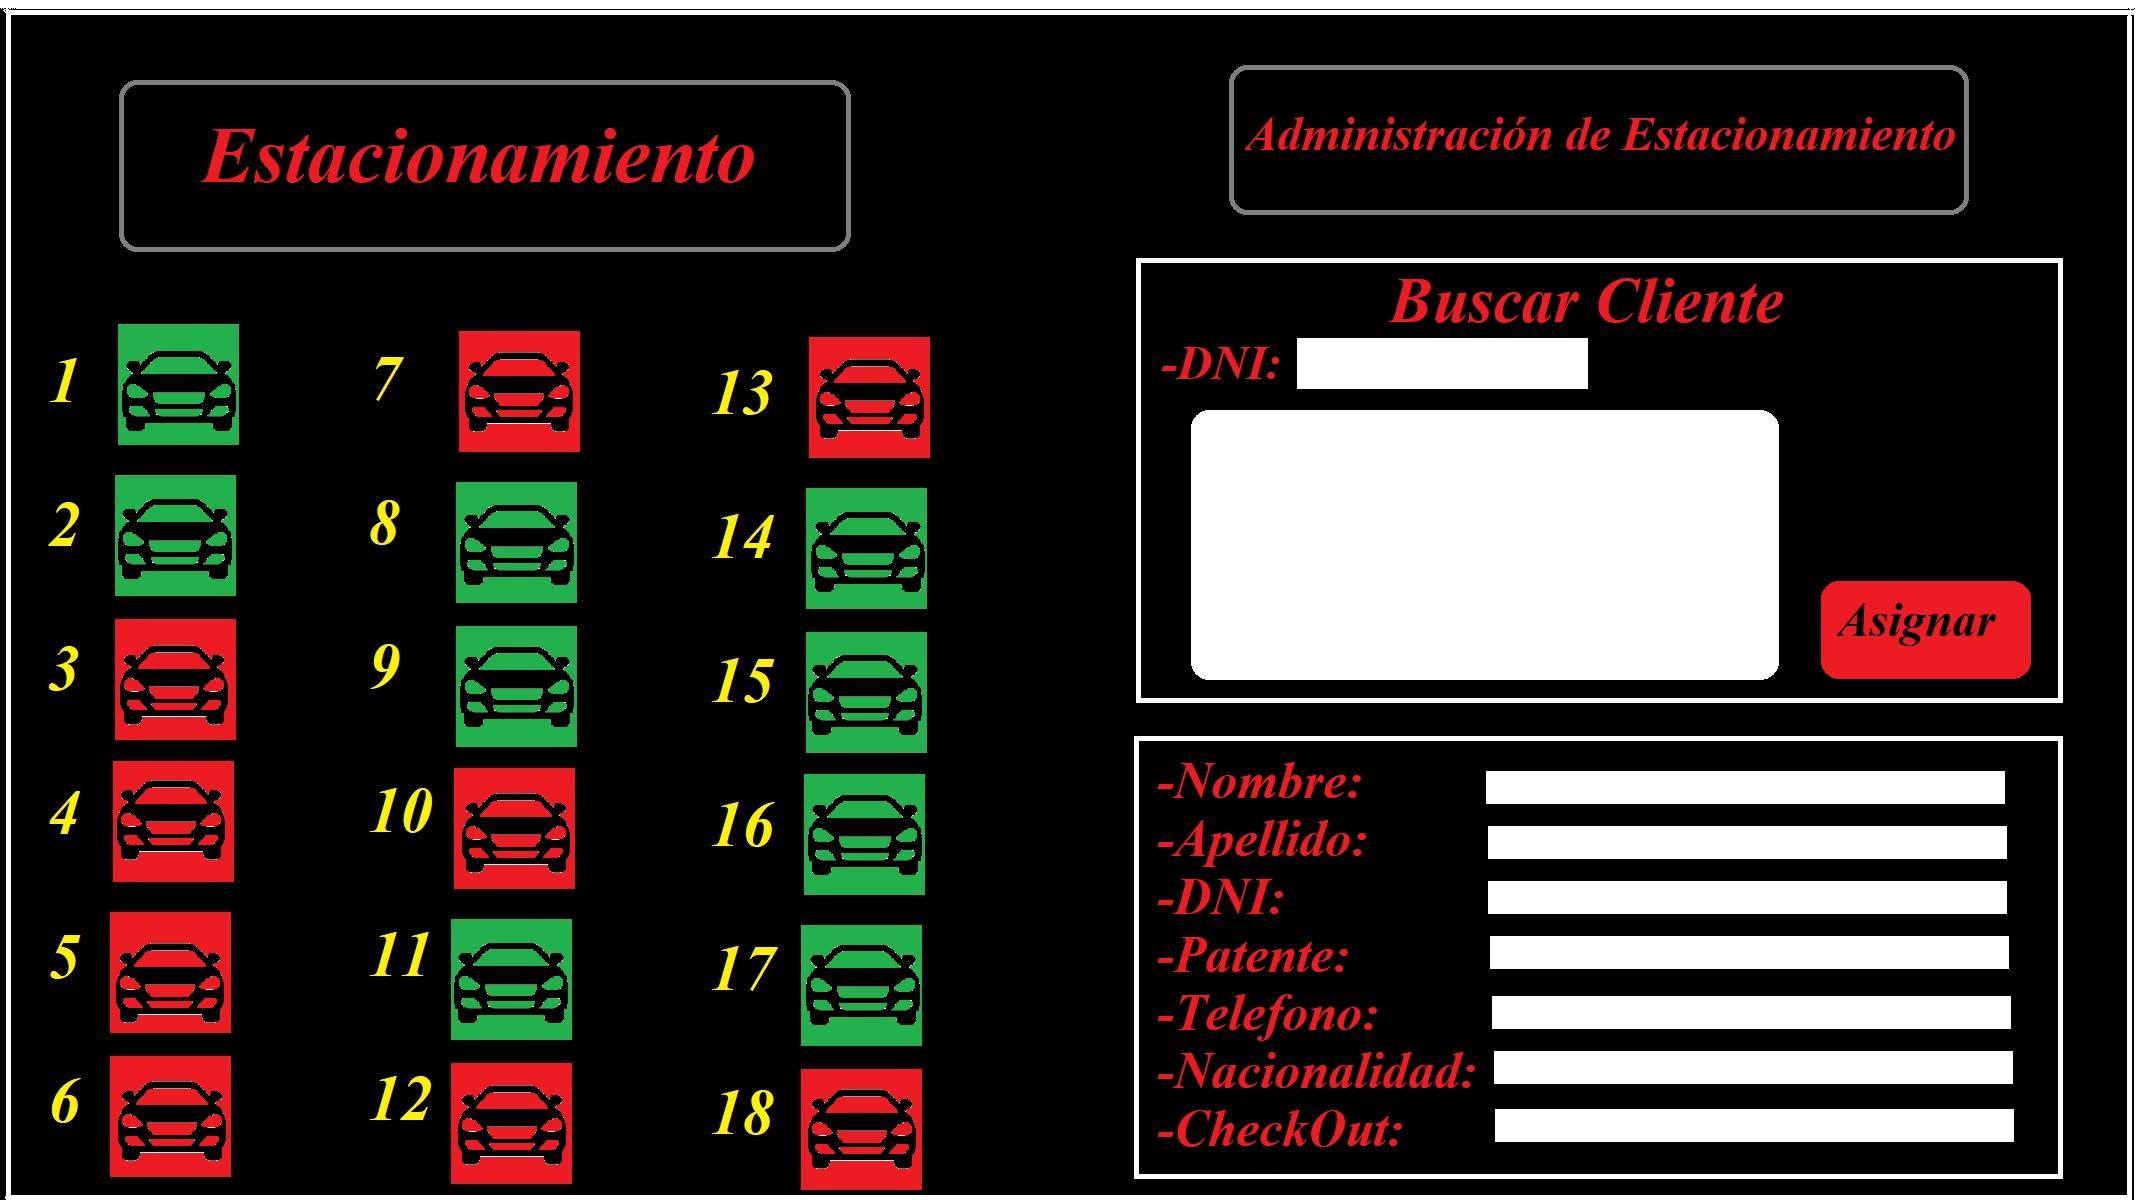 Estacionamiento
1
2
3
4
5
6
7
8
9
10
11
12
13
14
15
16
17
18
Administración de Estacionamiento
Buscar Cliente
-DNI:
Asignar
-Nombre:
-Apellido:
-DNI:
-Patente:
-Telefono:
-Nacionalidad:
-CheckOut: